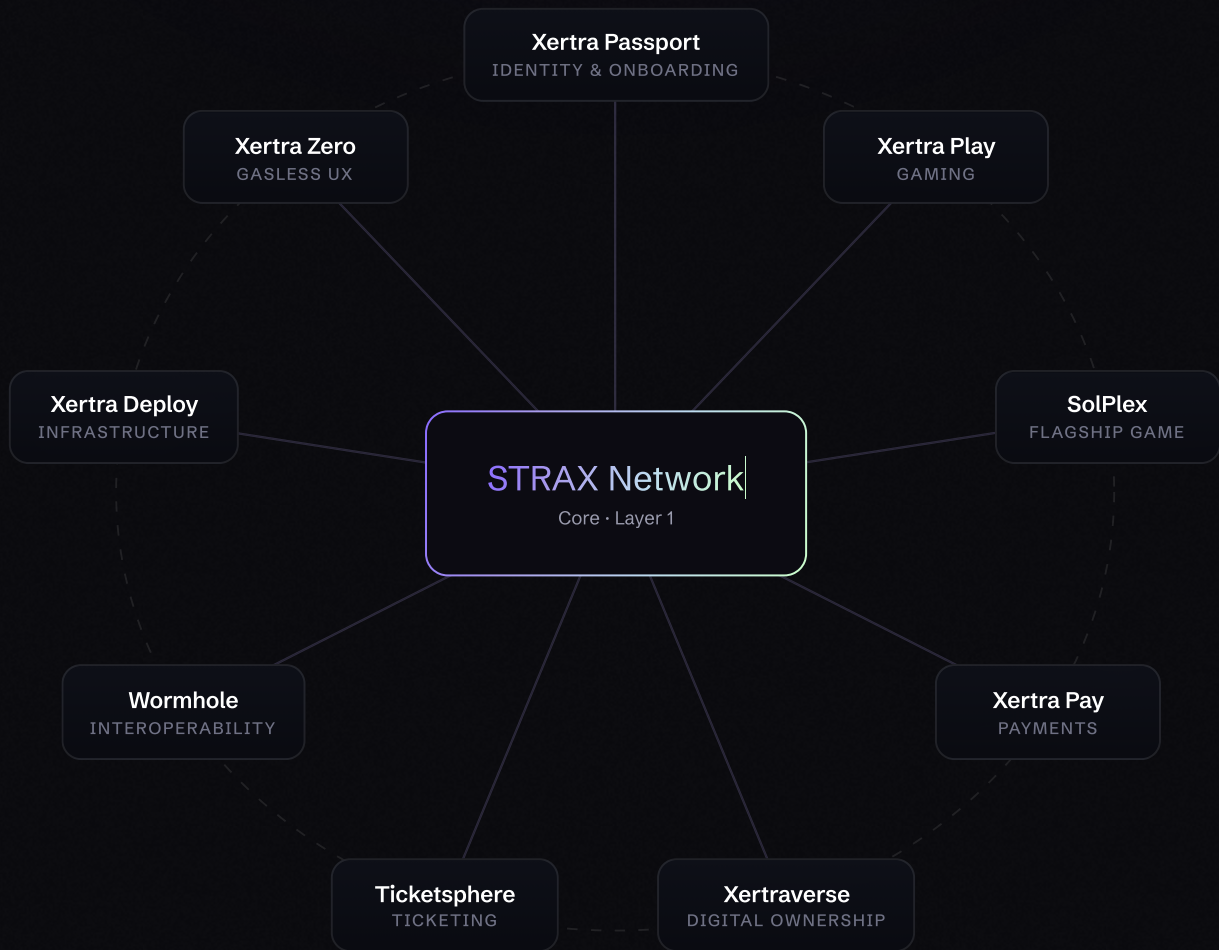 Xertra Passport
IDENTITY & ONBOARDING
Xertra Zero
GASLESS UX
Xertra Play
GAMING
Xertra Deploy
INFRASTRUCTURE
SolPlex
FLAGSHIP GAME
STRAX Network
Core · Layer 1
Wormhole
INTEROPERABILITY
Xertra Pay
PAYMENTS
Ticketsphere
TICKETING
Xertraverse
DIGITAL OWNERSHIP